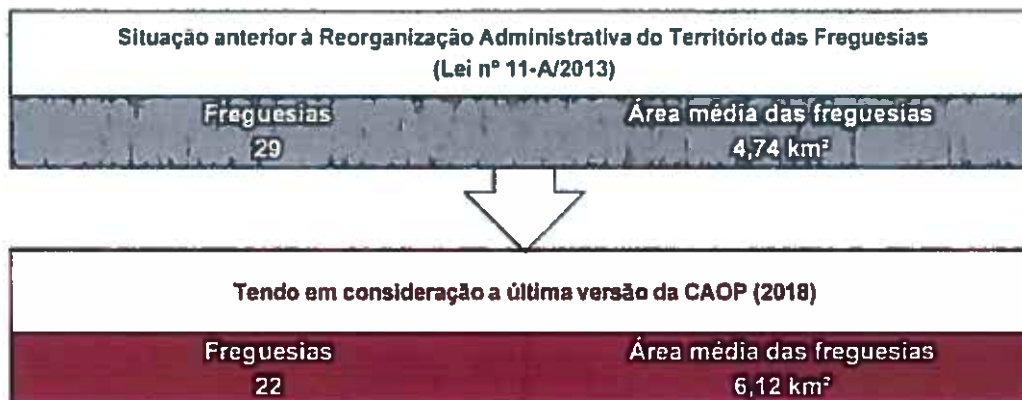 Situação anterior à Reorganização Administrativa do Território das Freguesias
(Lei nº 11-A/2013)
Freguesias Área média das freguesias
29 4,74 km²
Tendo em consideração a última versão da CAOP (2018)
Freguesias Área média das freguesias
22 6,12 km²